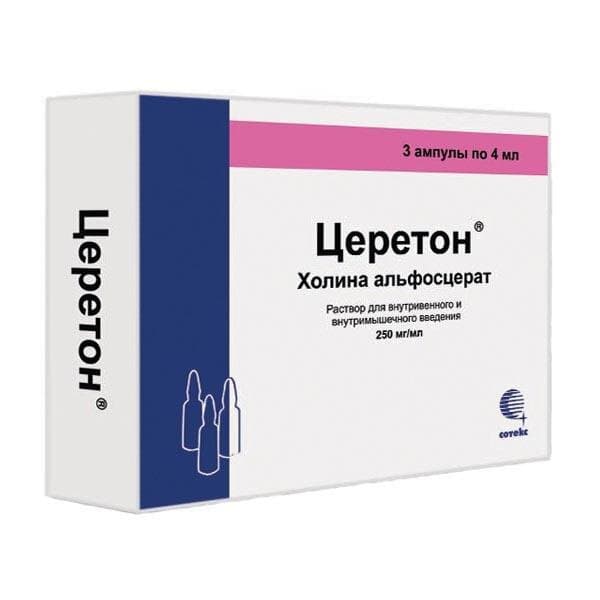 Церетон®
3 ампулы по 4 мл
Церетон®
Холина альфосцерат
Раствор для внутривенного и
внутримышечного введения
250 мг/мл
сотекс